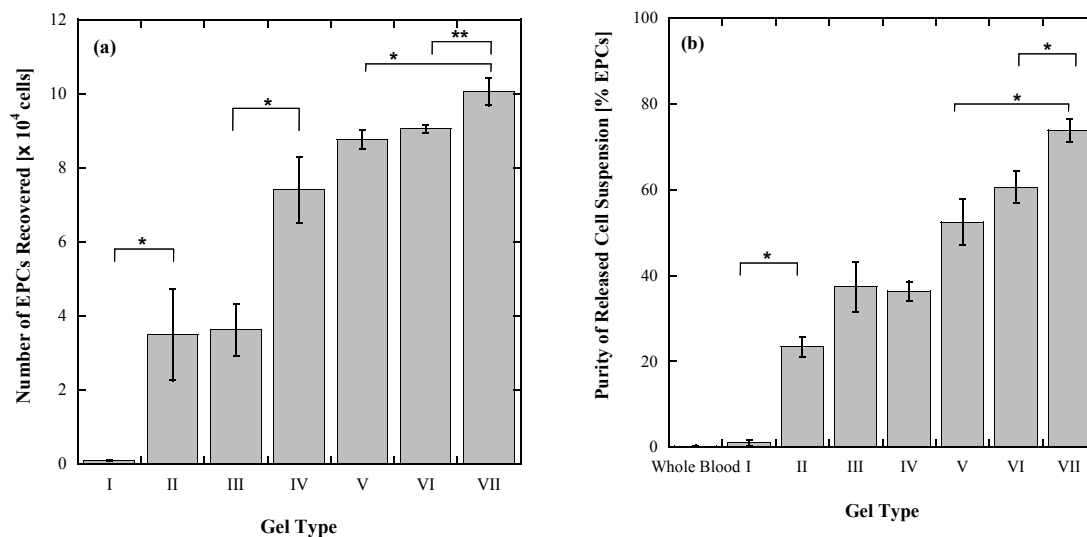 (a)
Number of EPCs Recovered [x 10⁴ cells]
12
10
8
6
4
2
0
*
*
*
**
I II III IV V VI VII
Gel Type
(b)
Purity of Released Cell Suspension [% EPCs]
100
80
60
40
20
0
*
*
*
Whole Blood I II III IV V VI VII
Gel Type